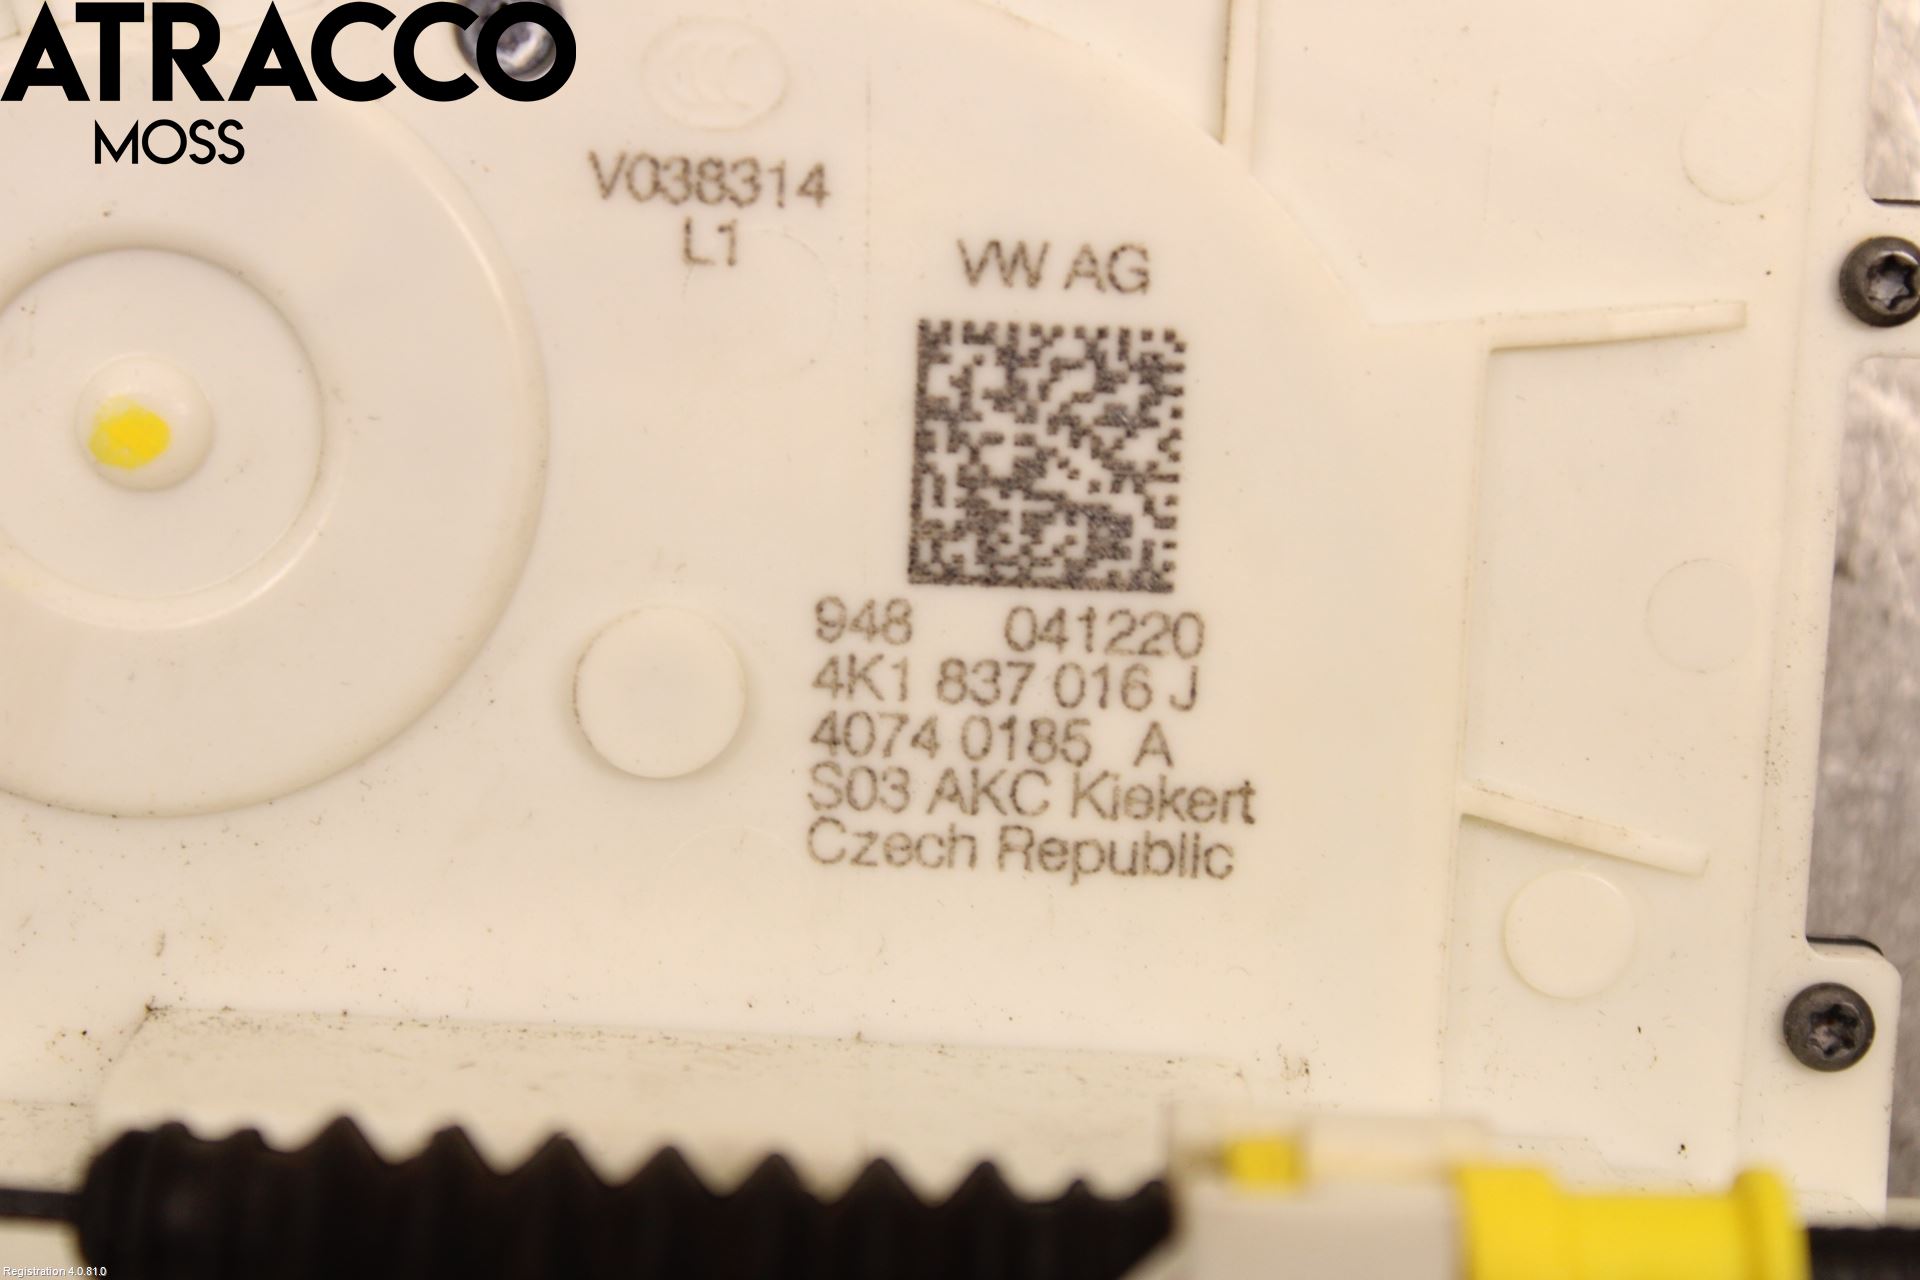 ATRACCO
MOSS
V038314
L1
VW AG
948 041220
4K1 837 016 J
4074 0185 A
S03 AKC Kiekert
Czech Republic
Registration 4.0.81.0